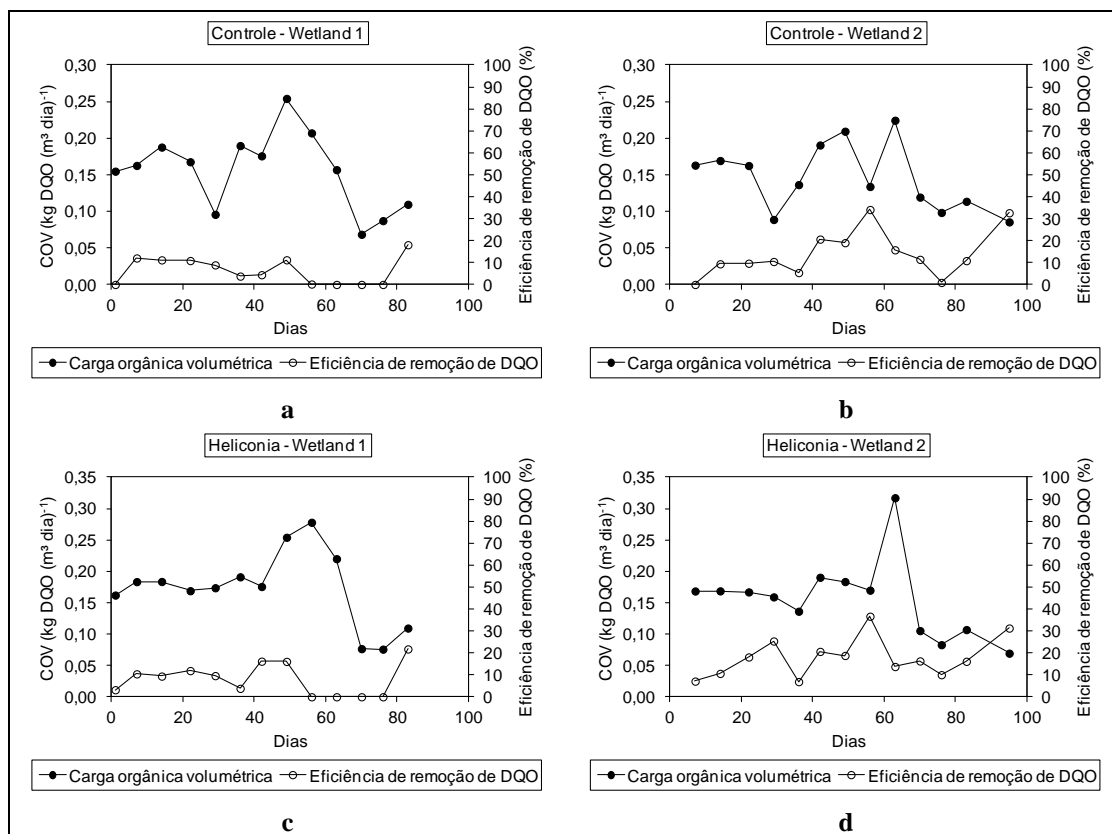 Controle - Wetland 1
0,30
0,25
0,20
0,15
0,10
0,05
0,00
COV (kg DQO (m³ dia)⁻¹)
100
90
80
70
60
50
40
30
20
10
0
Eficiência de remoção de DQO (%)
0 20 40 60 80 100
Dias
Carga orgânica volumétrica Eficiência de remoção de DQO
a
Controle - Wetland 2
0,30
0,25
0,20
0,15
0,10
0,05
0,00
COV (kg DQO (m³ dia)⁻¹)
100
90
80
70
60
50
40
30
20
10
0
Eficiência de remoção de DQO (%)
0 20 40 60 80 100
Dias
Carga orgânica volumétrica Eficiência de remoção de DQO
b
Heliconia - Wetland 1
0,35
0,30
0,25
0,20
0,15
0,10
0,05
0,00
COV (kg DQO (m³ dia)⁻¹)
100
90
80
70
60
50
40
30
20
10
0
Eficiência de remoção de DQO (%)
0 20 40 60 80 100
Dias
Carga orgânica volumétrica Eficiência de remoção de DQO
c
Heliconia - Wetland 2
0,35
0,30
0,25
0,20
0,15
0,10
0,05
0,00
COV (kg DQO (m³ dia)⁻¹)
100
90
80
70
60
50
40
30
20
10
0
Eficiência de remoção de DQO (%)
0 20 40 60 80 100
Dias
Carga orgânica volumétrica Eficiência de remoção de DQO
d